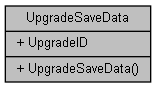 UpgradeSaveData
+ UpgradeID
+ UpgradeSaveData()